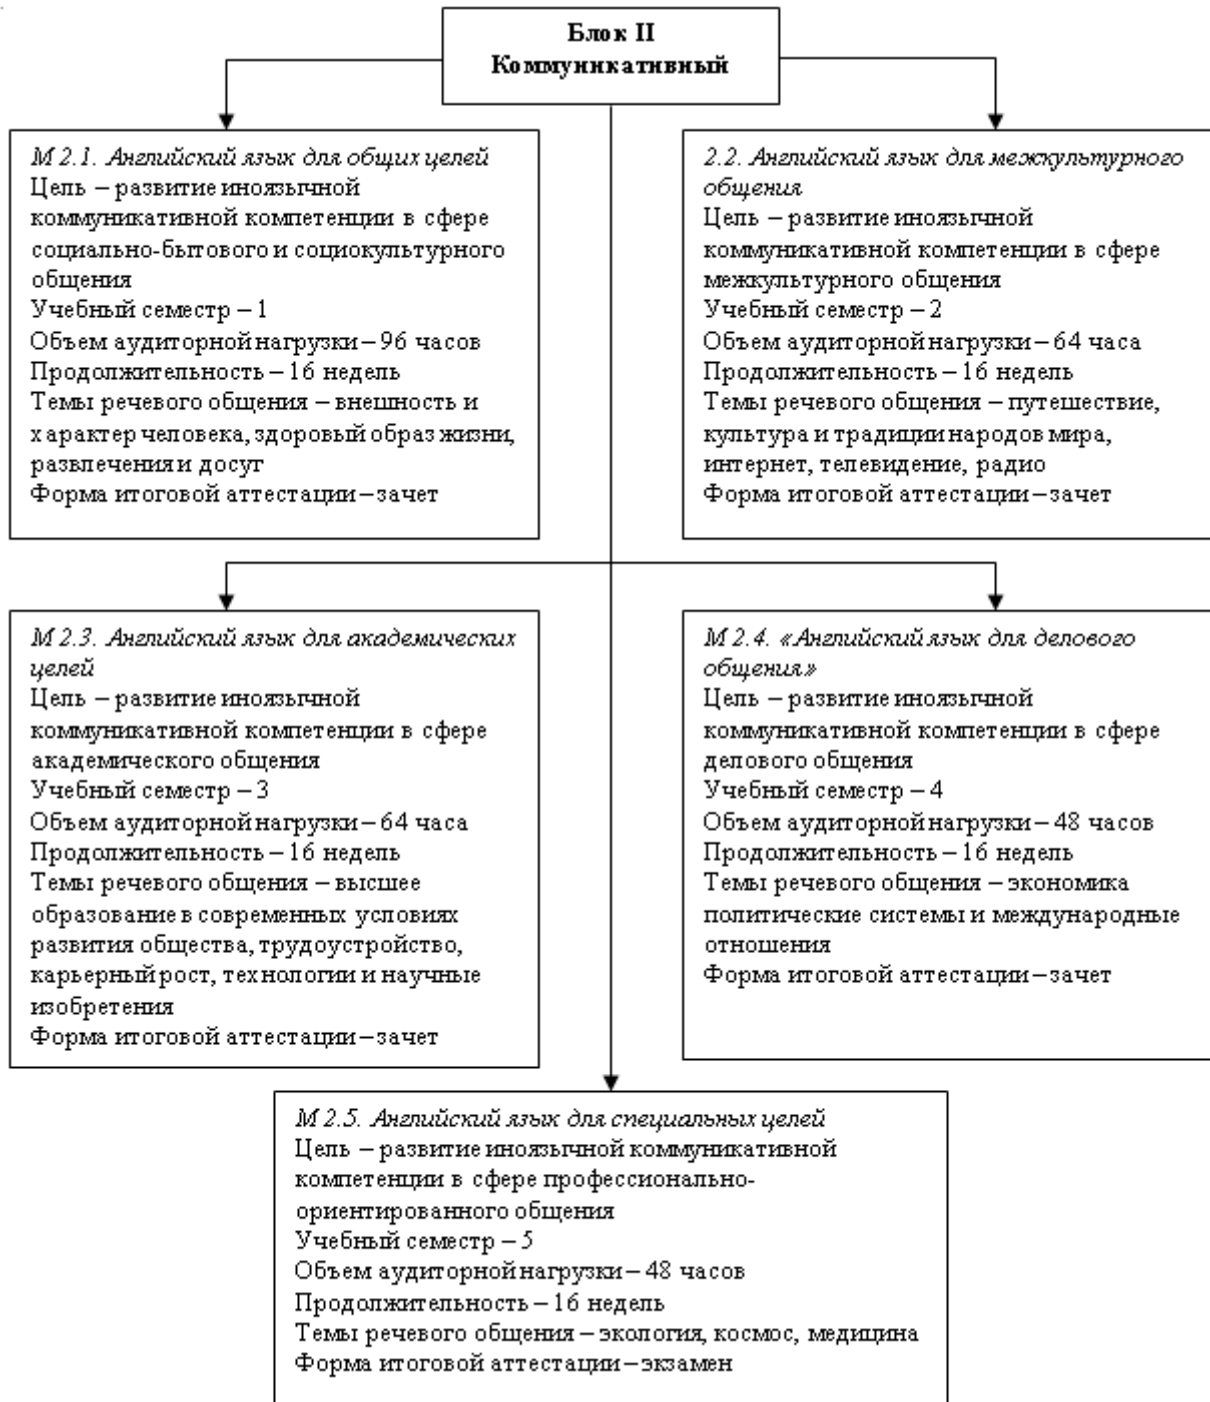 Блок II
Коммуникативный
М 2.1. Английский язык для общих целей
Цель – развитие иноязычной
коммуникативной компетенции в сфере
социально-бытового и социокультурного
общения
Учебный семестр – 1
Объем аудиторной нагрузки – 96 часов
Продолжительность – 16 недель
Темы речевого общения – внешность и
характер человека, здоровый образ жизни,
развлечения и досуг
Форма итоговой аттестации – зачет
2.2. Английский язык для межкультурного
общения
Цель – развитие иноязычной
коммуникативной компетенции в сфере
межкультурного общения
Учебный семестр – 2
Объем аудиторной нагрузки – 64 часа
Продолжительность – 16 недель
Темы речевого общения – путешествие,
культура и традиции народов мира,
интернет, телевидение, радио
Форма итоговой аттестации – зачет
М 2.3. Английский язык для академических
целей
Цель – развитие иноязычной
коммуникативной компетенции в сфере
академического общения
Учебный семестр – 3
Объем аудиторной нагрузки – 64 часа
Продолжительность – 16 недель
Темы речевого общения – высшее
образование в современных условиях
развития общества, трудоустройство,
карьерный рост, технологии и научные
изобретения
Форма итоговой аттестации – зачет
М 2.4. «Английский язык для делового
общения»
Цель – развитие иноязычной
коммуникативной компетенции в сфере
делового общения
Учебный семестр – 4
Объем аудиторной нагрузки – 48 часов
Продолжительность – 16 недель
Темы речевого общения – экономика
политические системы и международные
отношения
Форма итоговой аттестации – зачет
М 2.5. Английский язык для специальных целей
Цель – развитие иноязычной коммуникативной
компетенции в сфере профессионально-
ориентированного общения
Учебный семестр – 5
Объем аудиторной нагрузки – 48 часов
Продолжительность – 16 недель
Темы речевого общения – экология, космос, медицина
Форма итоговой аттестации – экзамен